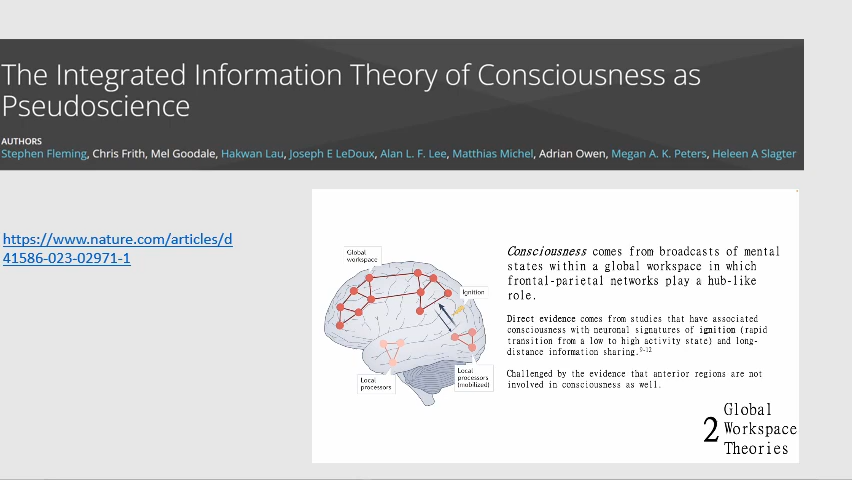 The Integrated Information Theory of Consciousness as
Pseudoscience
AUTHORS
Stephen Fleming, Chris Frith, Mel Goodale, Hakwan Lau, Joseph E LeDoux, Alan L. F. Lee, Matthias Michel, Adrian Owen, Megan A. K. Peters, Heleen A Slagter
https://www.nature.com/articles/d
41586-023-02971-1
Global
workspace
Ignition
Local
processors
Local
processors
(mobilized)
Consciousness comes from broadcasts of mental
states within a global workspace in which
frontal-parietal networks play a hub-like
role.
Direct evidence comes from studies that have associated
consciousness with neuronal signatures of ignition (rapid
transition from a low to high activity state) and long-
distance information sharing.9-12
Challenged by the evidence that anterior regions are not
involved in consciousness as well.
2
Global
Workspace
Theories